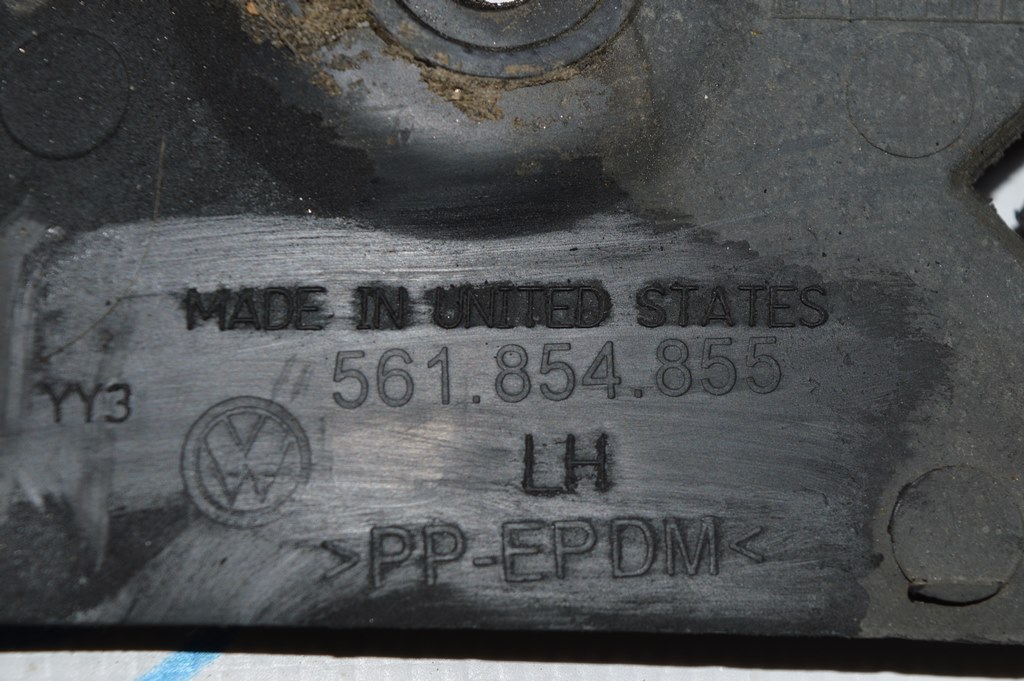 MADE IN UNITED STATES
561.854.855
YY3
LH
>PP-EPDM<